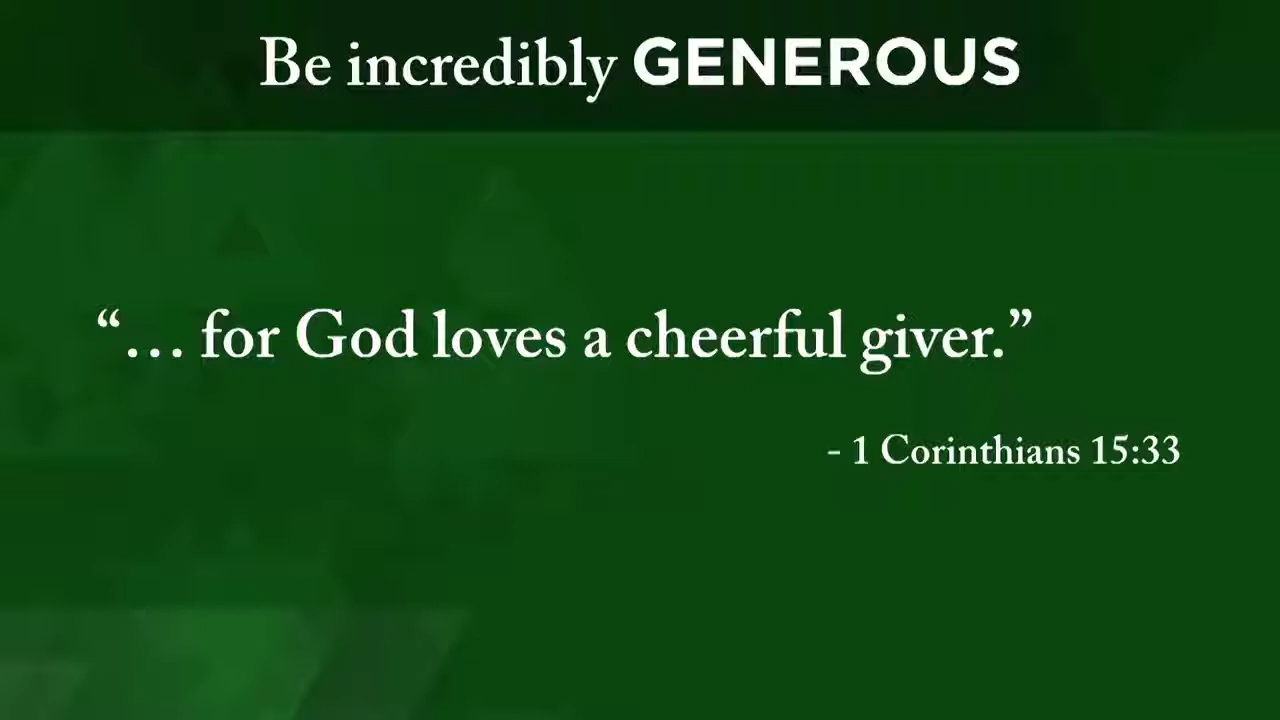 Be incredibly GENEROUS
“… for God loves a cheerful giver.”
- 1 Corinthians 15:33